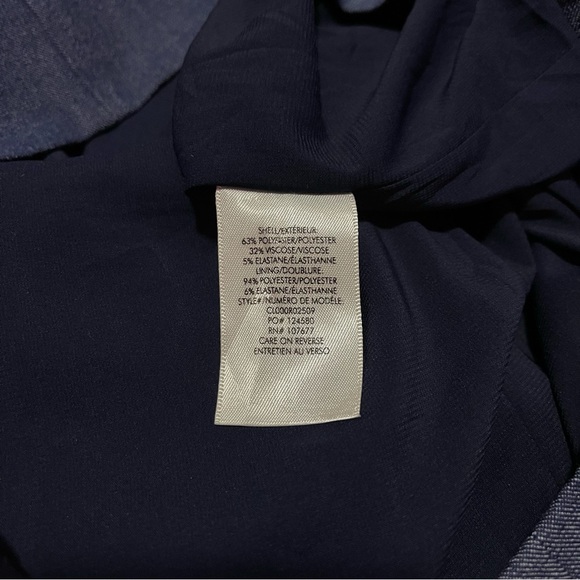 SHELL/EXTÉRIEUR:
63% POLYESTER/POLYESTER
32% VISCOSE/VISCOSE
5% ELASTANE/ÉLASTHANNE
LINING/DOUBLURE:
94% POLYESTER/POLYESTER
6% ELASTANE/ÉLASTHANNE
STYLE#/NUMÉRO DE MODÈLE:
CL000R02509
PO# 124580
RN# 107677
CARE ON REVERSE
ENTRETIEN AU VERSO